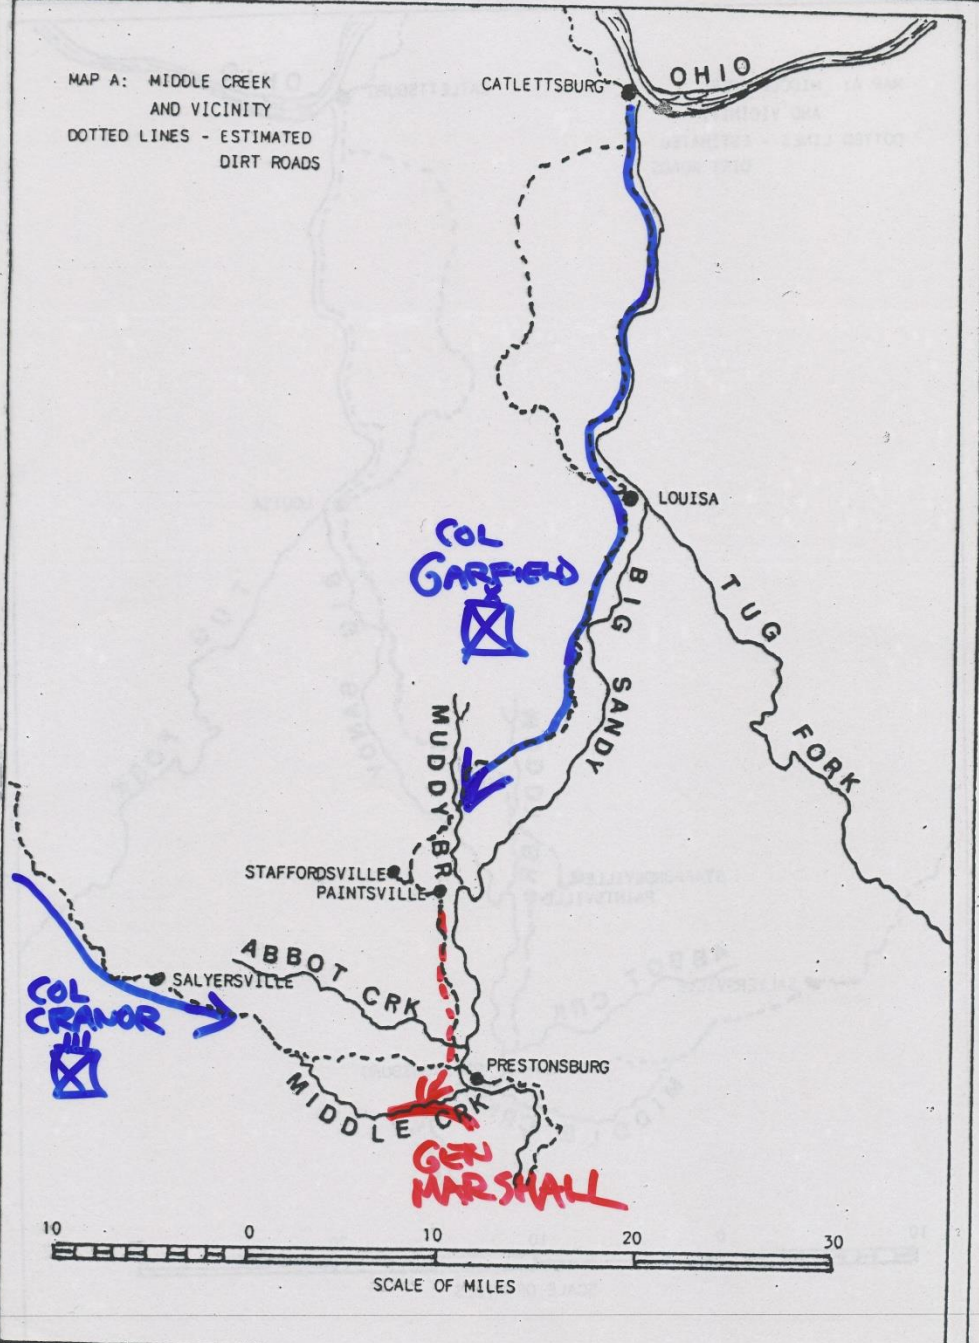 MAP A: MIDDLE CREEK
AND VICINITY
DOTTED LINES - ESTIMATED
DIRT ROADS
CATLETTSBURG
OHIO
LOUISA
COL
GARFIELD
X
BIG SANDY
TUG FORK
MUDDY BR
STAFFORDSVILLE
PAINTSVILLE
ABBOT CRK
SALYERSVILLE
COL
CRANOR
III
PRESTONSBURG
MIDDLE CRK
GEN
MARSHALL
10 0 10 20 30
SCALE OF MILES